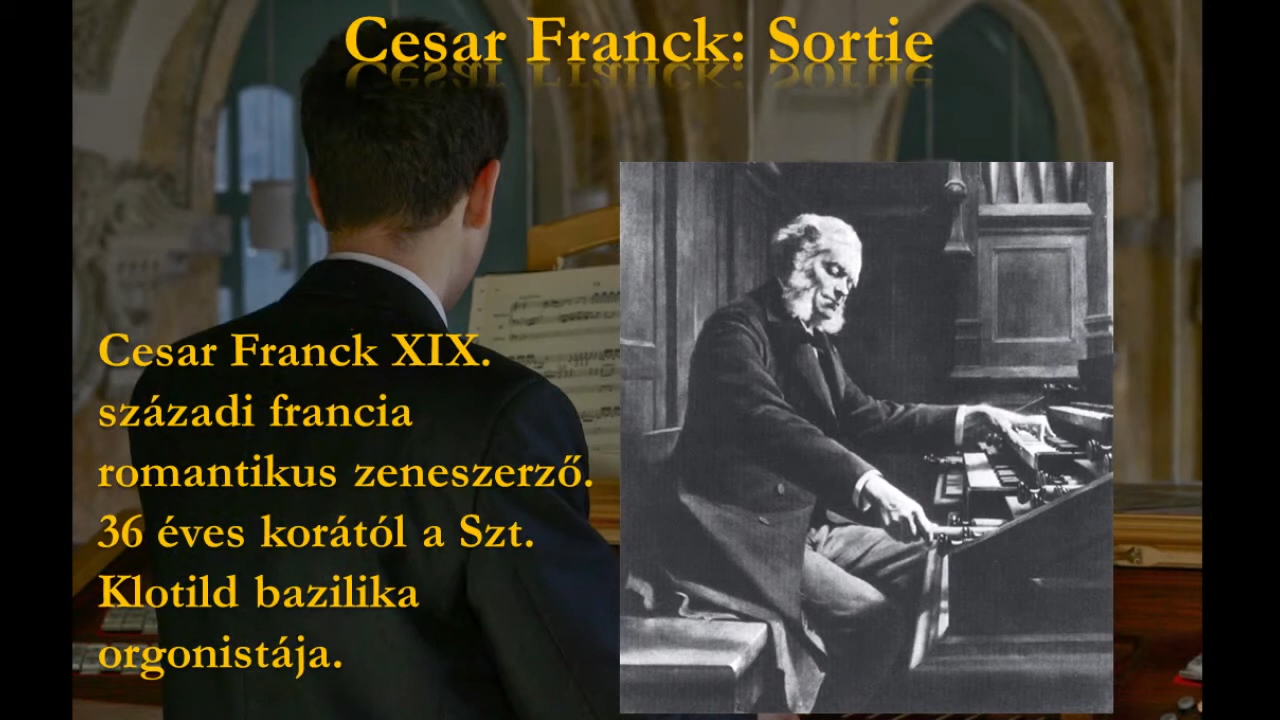 Cesar Franck: Sortie
Cesar Franck XIX.
századi francia
romantikus zeneszerző.
36 éves korától a Szt.
Klotild bazilika
orgonistája.